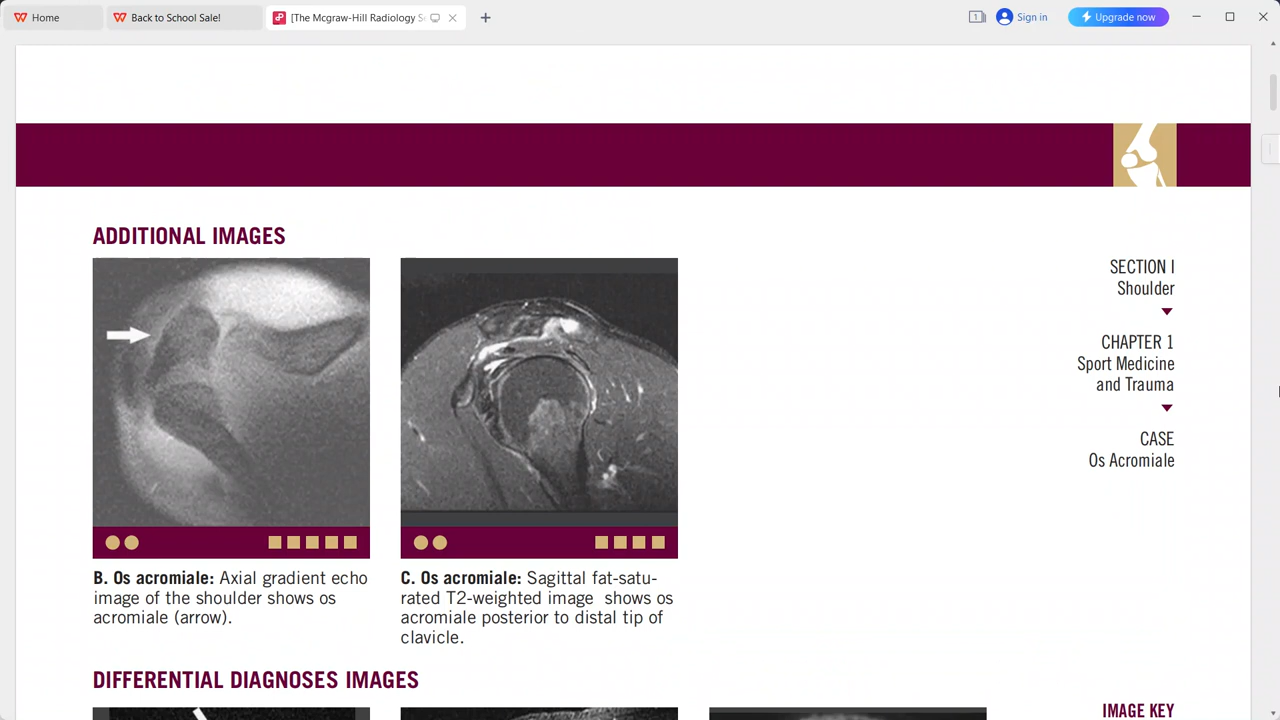 Home
Back to School Sale!
[The Mcgraw-Hill Radiology S
1
Sign in
Upgrade now
ADDITIONAL IMAGES
B. Os acromiale: Axial gradient echo
image of the shoulder shows os
acromiale (arrow).
C. Os acromiale: Sagittal fat-satu-
rated T2-weighted image shows os
acromiale posterior to distal tip of
clavicle.
SECTION I
Shoulder
CHAPTER 1
Sport Medicine
and Trauma
CASE
Os Acromiale
DIFFERENTIAL DIAGNOSES IMAGES
IMAGE KEY